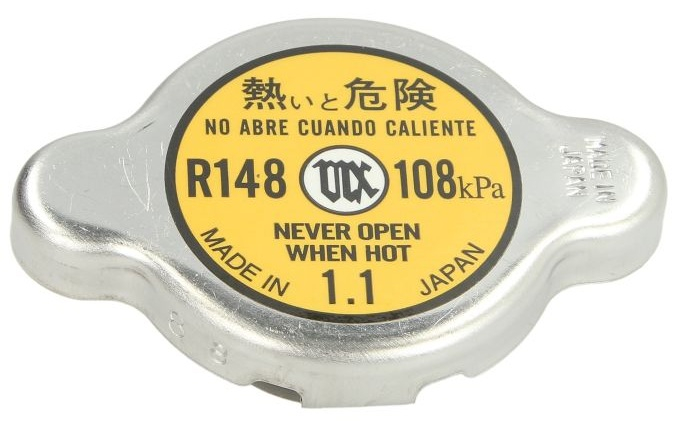 熱いと危険
NO ABRE CUANDO CALIENTE
R148 108kPa
NEVER OPEN
WHEN HOT
MADE IN 1.1 JAPAN
MADE IN
JAPAN